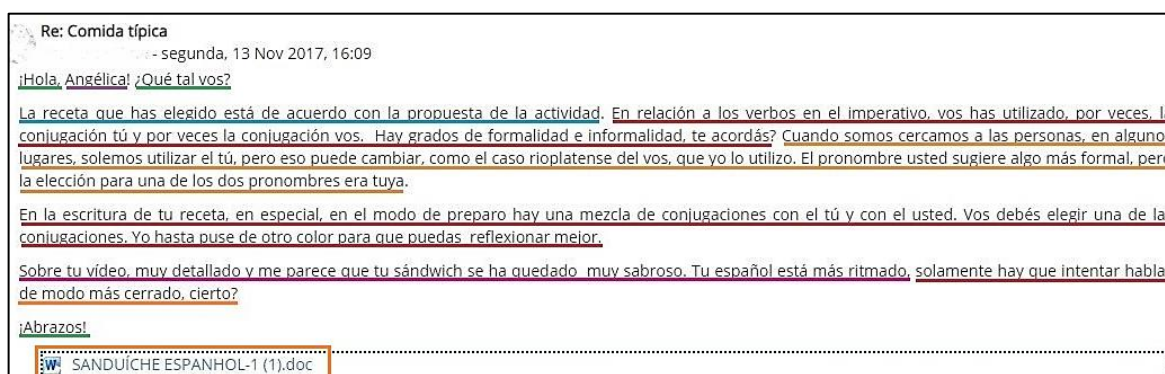 Re: Comida típica
- segunda, 13 Nov 2017, 16:09
¡Hola, Angélica! ¿Qué tal vos?
La receta que has elegido está de acuerdo con la propuesta de la actividad. En relación a los verbos en el imperativo, vos has utilizado, por veces, l
conjugación tú y por veces la conjugación vos. Hay grados de formalidad e informalidad, te acordás? Cuando somos cercamos a las personas, en alguno
lugares, solemos utilizar el tú, pero eso puede cambiar, como el caso rioplatense del vos, que yo lo utilizo. El pronombre usted sugiere algo más formal, per
la elección para una de los dos pronombres era tuya.
En la escritura de tu receta, en especial, en el modo de preparo hay una mezcla de conjugaciones con el tú y con el usted. Vos debés elegir una de la
conjugaciones. Yo hasta puse de otro color para que puedas reflexionar mejor.
Sobre tu vídeo, muy detallado y me parece que tu sándwich se ha quedado muy sabroso. Tu español está más ritmado, solamente hay que intentar habla
de modo más cerrado, cierto?
¡Abrazos!
SANDUÍCHE ESPANHOL-1 (1).doc